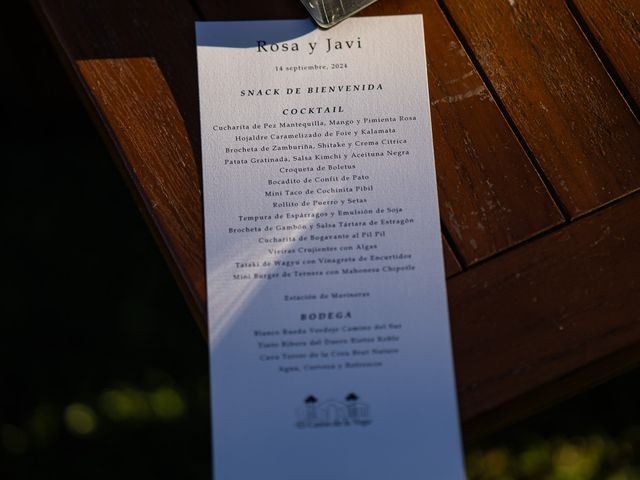 Rosa y Javi
14 septiembre, 2024
SNACK DE BIENVENIDA
COCKTAIL
Cucharita de Pez Mantequilla, Mango y Pimienta Rosa
Hojaldre Caramelizado de Foie y Kalamata
Brocheta de Zamburiña, Shitake y Crema Cítrica
Patata Gratinada, Salsa Kimchi y Aceituna Negra
Croqueta de Boletus
Bocadito de Confit de Pato
Mini Taco de Cochinita Pibil
Rollito de Puerro y Setas
Tempura de Espárragos y Emulsión de Soja
Brocheta de Gambón y Salsa Tártara de Estragón
Cucharita de Bogavante al Pil Pil
Vieiras Crujientes con Algas
Tataki de Wagyu con Vinagreta de Encurtidos
Mini Burger de Ternera con Mahonesa Chipotle
Estación de Marineras
BODEGA
Blanco Rueda Verdejo Camino del Sur
Tinto Ribera del Duero Roble
Cava Torre de la Cava Brut Nature
Agua, Cerveza y Refresco